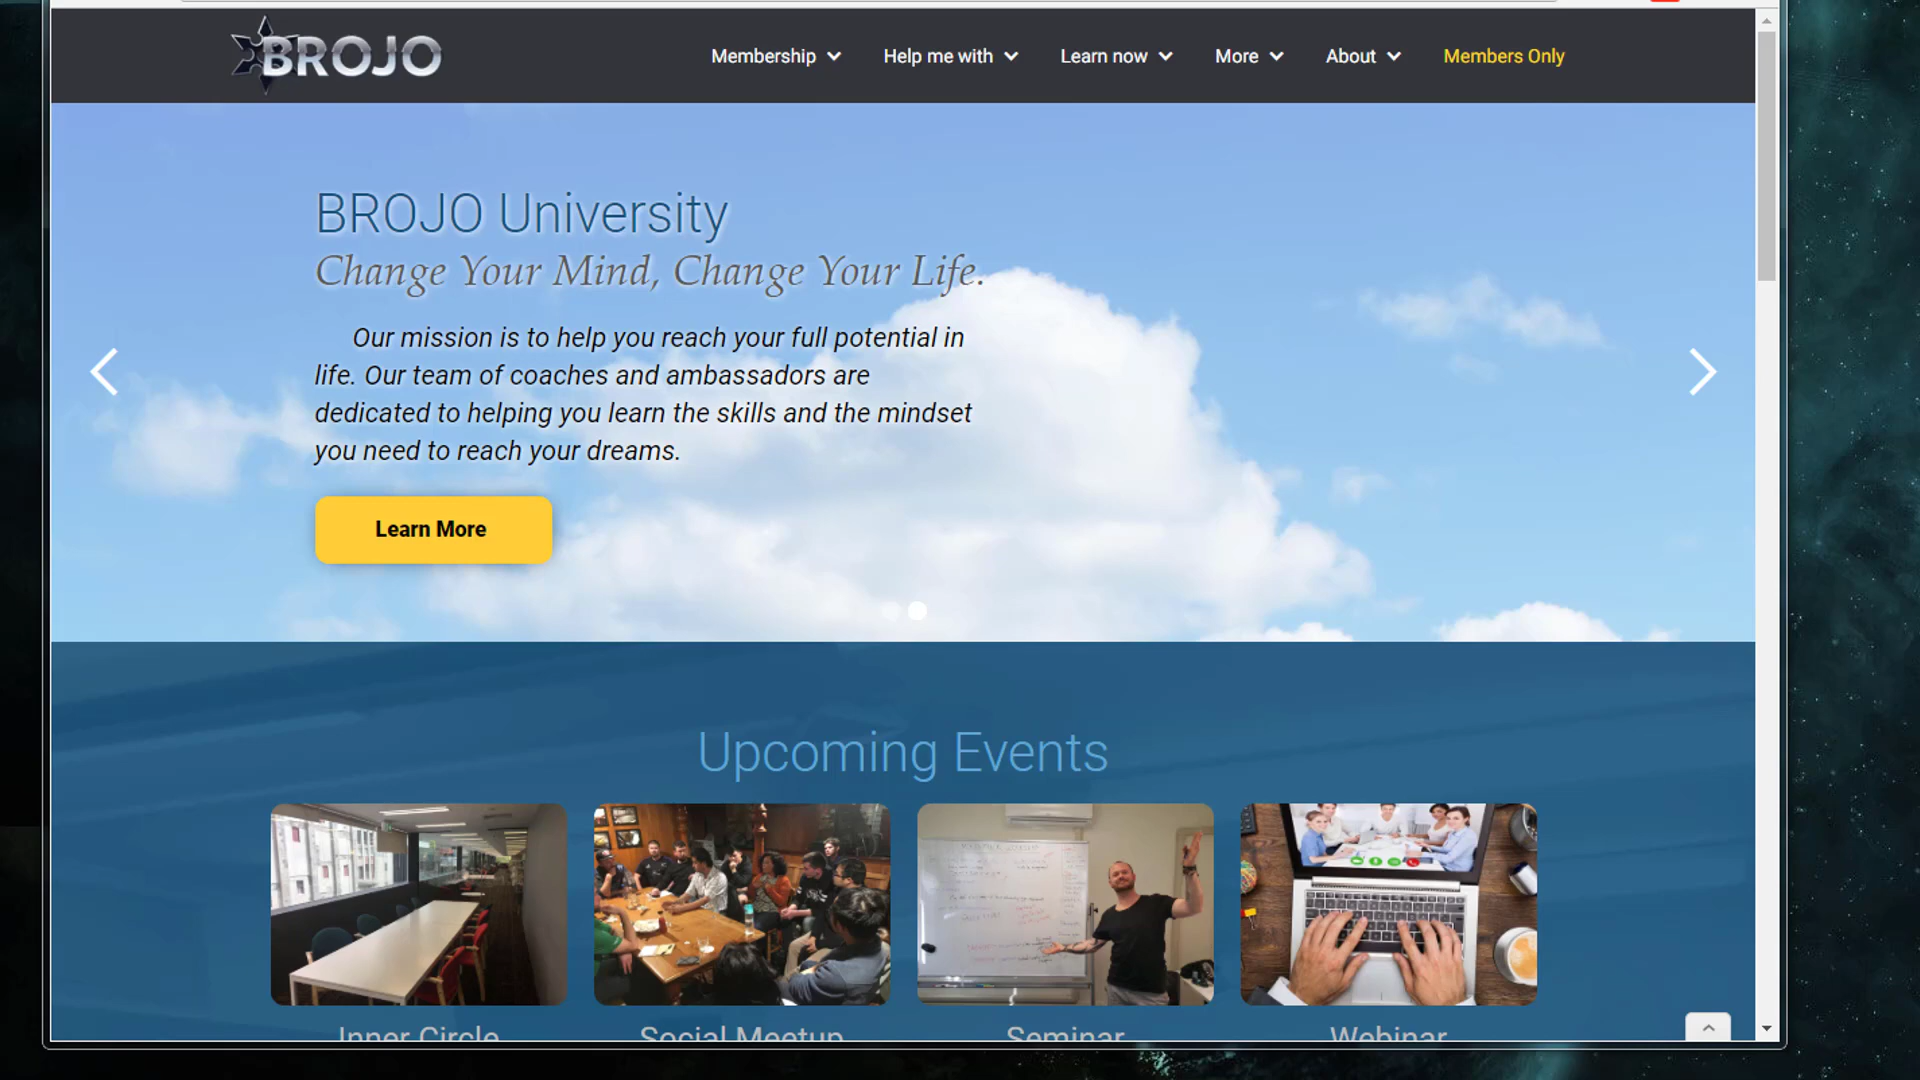 BROJO
Membership
Help me with
Learn now
More
About
Members Only
BROJO University
Change Your Mind, Change Your Life.
Our mission is to help you reach your full potential in
life. Our team of coaches and ambassadors are
dedicated to helping you learn the skills and the mindset
you need to reach your dreams.
Learn More
Upcoming Events
Inner Circle
Social Meetup
Seminar
Webinar